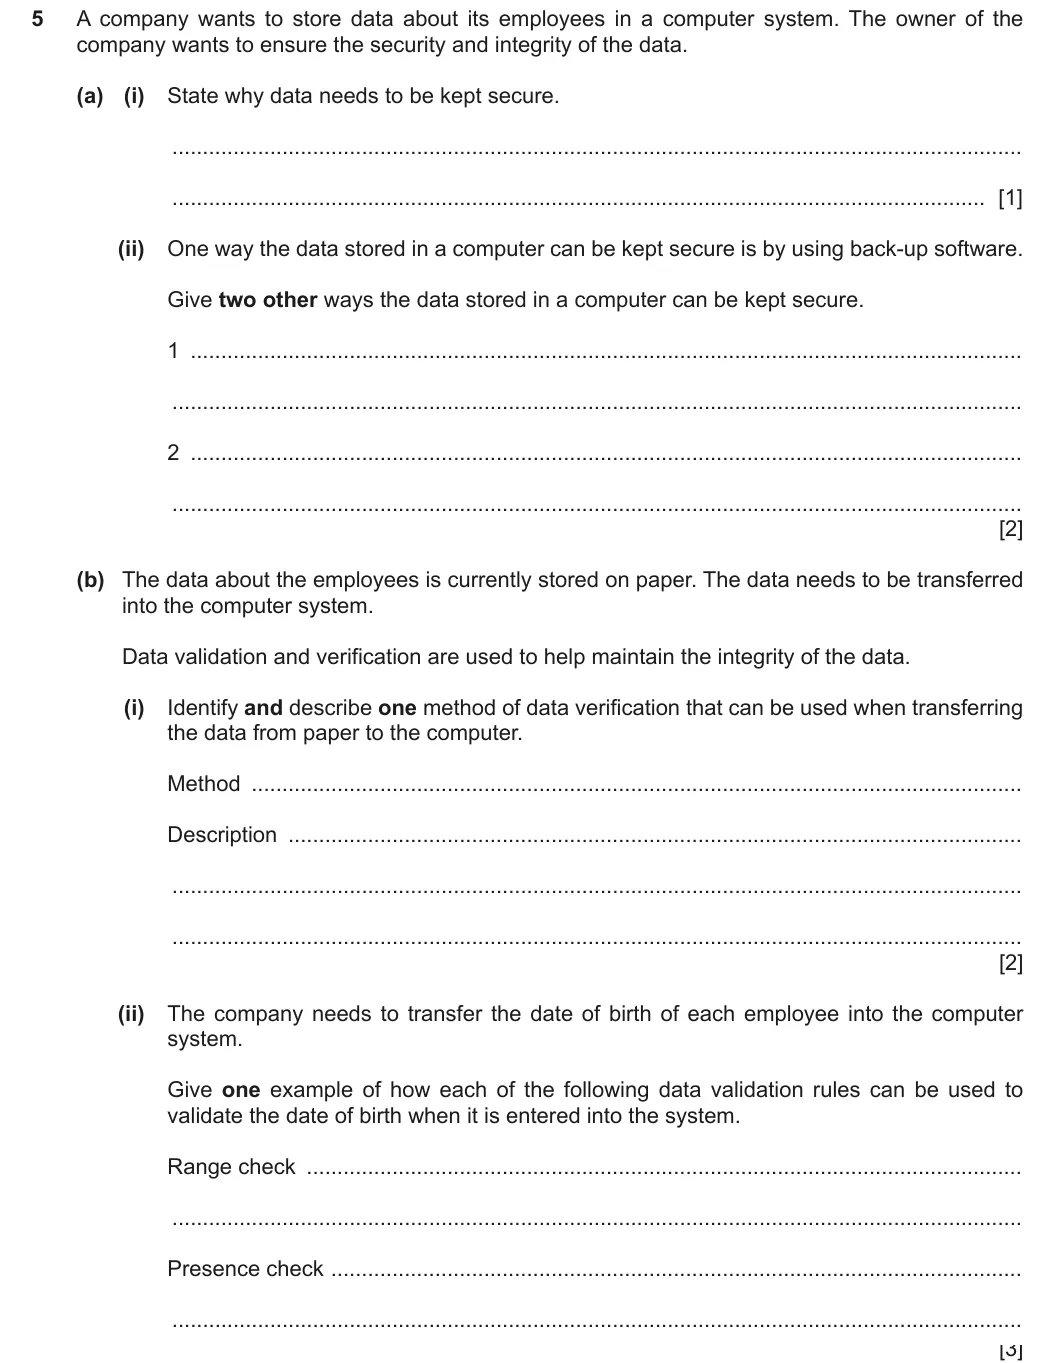 5 A company wants to store data about its employees in a computer system. The owner of the
company wants to ensure the security and integrity of the data.
(a) (i) State why data needs to be kept secure.
...................................................................................................................................
............................................................................................................................. [1]
(ii) One way the data stored in a computer can be kept secure is by using back-up software.
Give two other ways the data stored in a computer can be kept secure.
1 ................................................................................................................................
...................................................................................................................................
2 ................................................................................................................................
...................................................................................................................................
[2]
(b) The data about the employees is currently stored on paper. The data needs to be transferred
into the computer system.
Data validation and verification are used to help maintain the integrity of the data.
(i) Identify and describe one method of data verification that can be used when transferring
the data from paper to the computer.
Method .......................................................................................................................
Description .................................................................................................................
...................................................................................................................................
...................................................................................................................................
[2]
(ii) The company needs to transfer the date of birth of each employee into the computer
system.
Give one example of how each of the following data validation rules can be used to
validate the date of birth when it is entered into the system.
Range check ..............................................................................................................
...................................................................................................................................
Presence check ..........................................................................................................
...................................................................................................................................
[3]